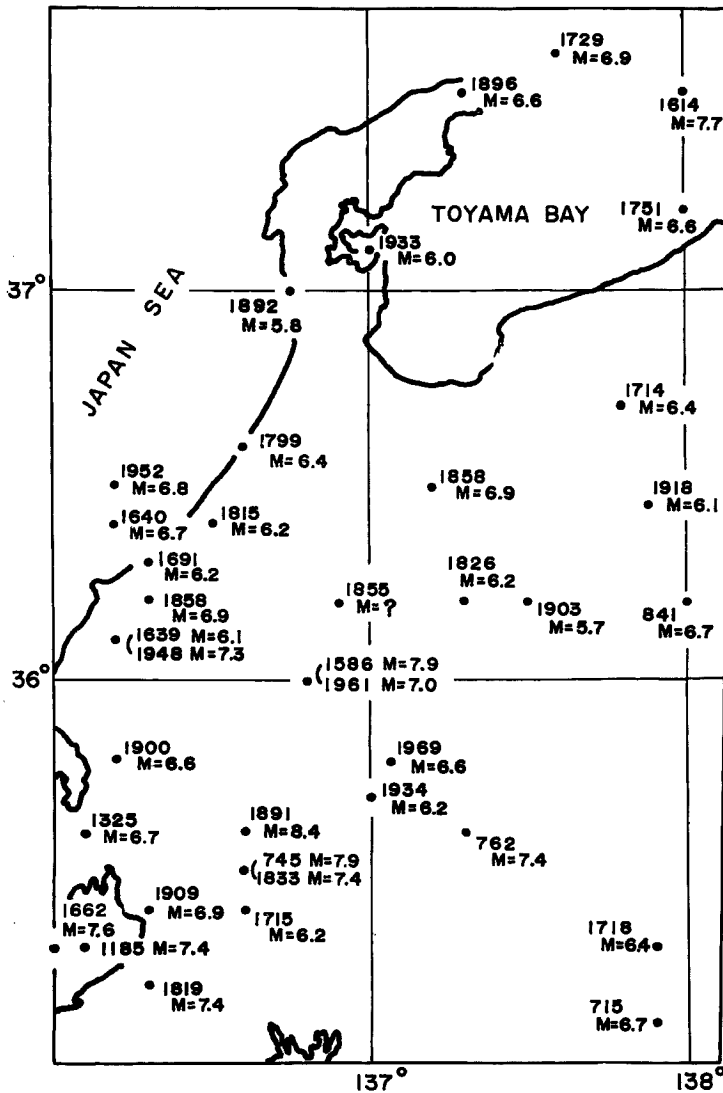 1729
M=6.9
1896
M=6.6
1614
M=7.7
TOYAMA BAY
1751
M=6.6
1933
M=6.0
37°
JAPAN SEA
1892
M=5.8
1714
M=6.4
1799
M=6.4
1952
M=6.8
1858
M=6.9
1918
M=6.1
1640
M=6.7
1815
M=6.2
1691
M=6.2
1826
M=6.2
1858
M=6.9
1855
M=?
1903
M=5.7
841
M=6.7
1639 M=6.1
1948 M=7.3
36°
1586 M=7.9
1961 M=7.0
1900
M=6.6
1969
M=6.6
1934
M=6.2
1325
M=6.7
1891
M=8.4
762
M=7.4
745 M=7.9
1833 M=7.4
1662
M=7.6
1909
M=6.9
1715
M=6.2
1185 M=7.4
1718
M=6.4
1819
M=7.4
715
M=6.7
137°
138°